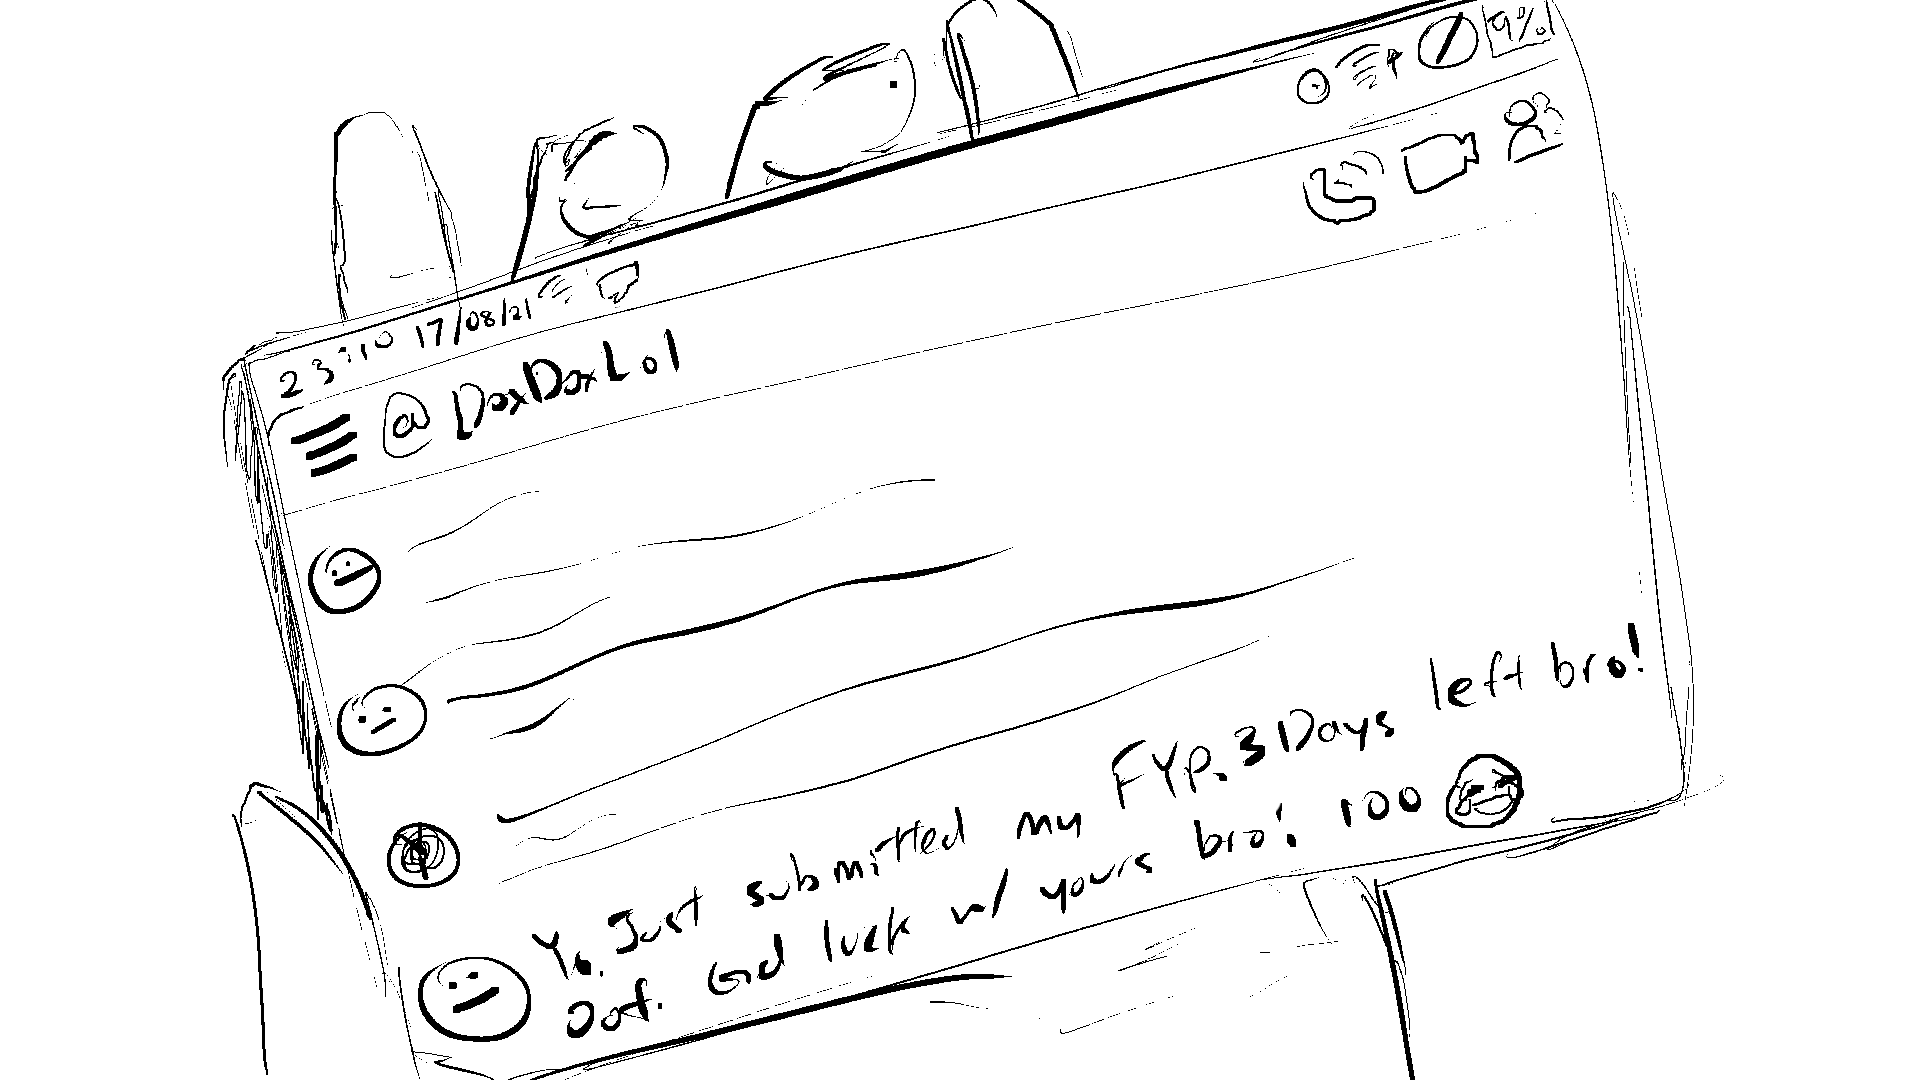 9%
23:10 17/08/21
@DoxDoxLol
Yo. Just submitted my FYp. 3 Days left bro!
Oof. Gd luck w/ yours bro! 100